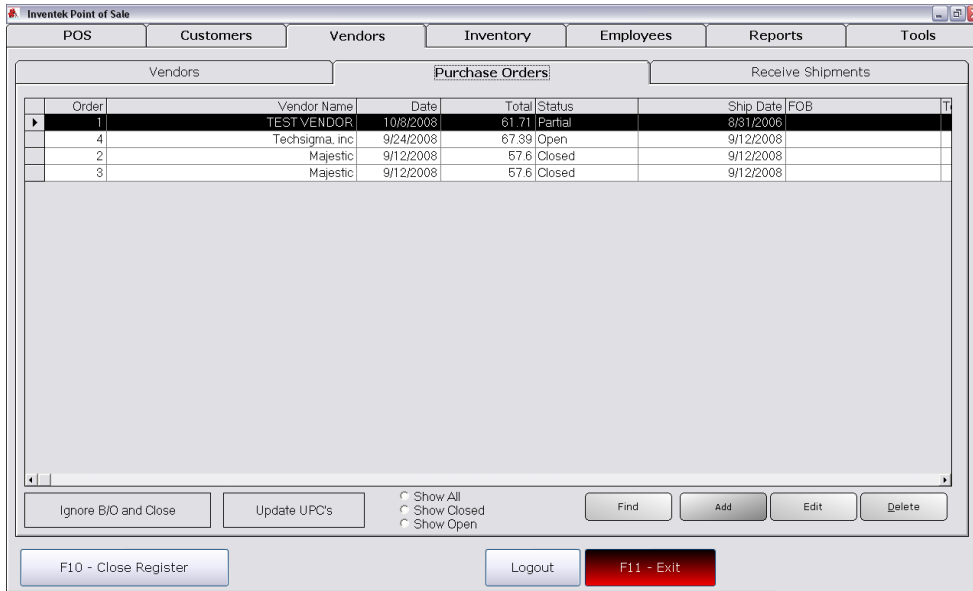 Inventek Point of Sale
POS Customers Vendors Inventory Employees Reports Tools
Vendors Purchase Orders Receive Shipments
Order Vendor Name Date Total Status Ship Date FOB
1 TEST VENDOR 10/8/2008 61.71 Partial 8/31/2006
4 Techsigma, inc 9/24/2008 67.39 Open 9/12/2008
2 Majestic 9/12/2008 57.6 Closed 9/12/2008
3 Majestic 9/12/2008 57.6 Closed 9/12/2008
Ignore B/O and Close Update UPC's
Show All
Show Closed
Show Open
Find Add Edit Delete
F10 - Close Register Logout F11 - Exit